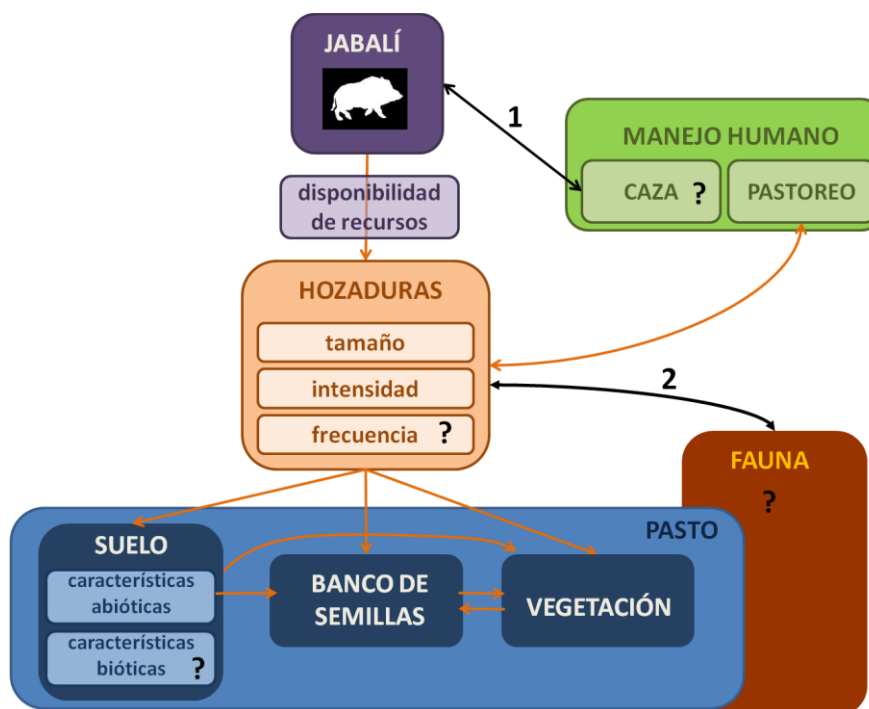 JABALÍ
1
MANEJO HUMANO
CAZA ?
PASTOREO
disponibilidad
de recursos
HOZADURAS
tamaño
intensidad
frecuencia ?
2
FAUNA
?
PASTO
SUELO
características
abióticas
características
bióticas ?
BANCO DE
SEMILLAS
VEGETACIÓN